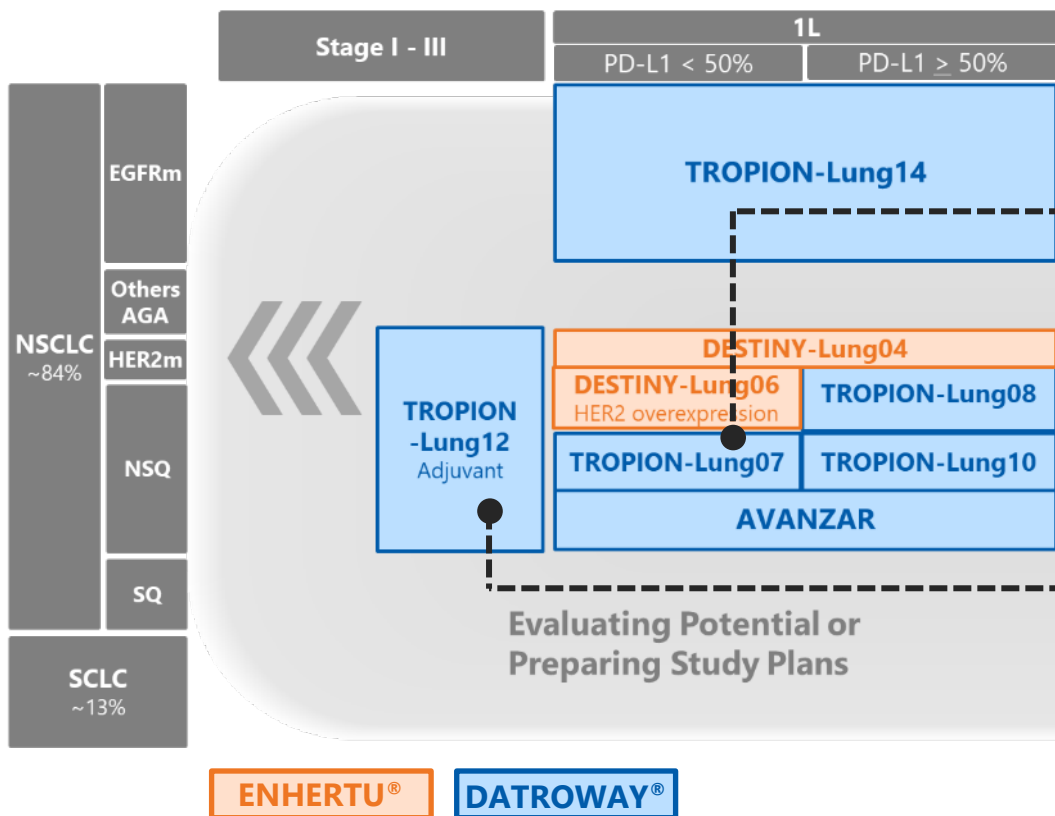 Stage I - III
1L
PD-L1 < 50%
PD-L1 ≥ 50%
NSCLC
~84%
EGFRm
Others
AGA
HER2m
NSQ
SQ
SCLC
~13%
TROPION-Lung14
DESTINY-Lung04
DESTINY-Lung06
HER2 overexpression
TROPION-Lung08
TROPION
-Lung12
Adjuvant
TROPION-Lung07
TROPION-Lung10
AVANZAR
Evaluating Potential or
Preparing Study Plans
ENHERTU®
DATROWAY®